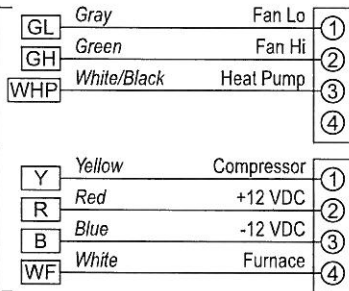 GL Gray Fan Lo 1
GH Green Fan Hi 2
WHP White/Black Heat Pump 3
4
Y Yellow Compressor 1
R Red +12 VDC 2
B Blue -12 VDC 3
WF White Furnace 4